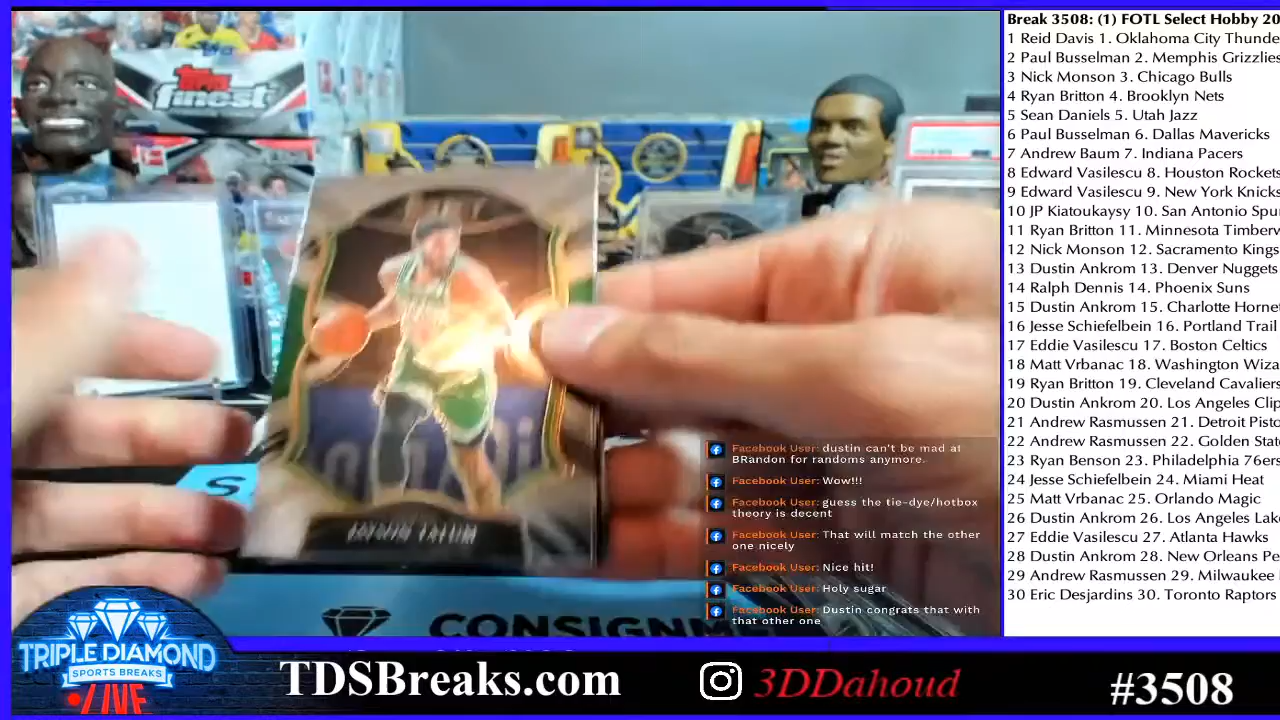 Break 3508: (1) FOTL Select Hobby 20
1 Reid Davis 1. Oklahoma City Thunde
2 Paul Busselman 2. Memphis Grizzlies
3 Nick Monson 3. Chicago Bulls
4 Ryan Britton 4. Brooklyn Nets
5 Sean Daniels 5. Utah Jazz
6 Paul Busselman 6. Dallas Mavericks
7 Andrew Baum 7. Indiana Pacers
8 Edward Vasilescu 8. Houston Rockets
9 Edward Vasilescu 9. New York Knicks
10 JP Kiatoukaysy 10. San Antonio Spu
11 Ryan Britton 11. Minnesota Timberv
12 Nick Monson 12. Sacramento Kings
13 Dustin Ankrom 13. Denver Nuggets
14 Ralph Dennis 14. Phoenix Suns
15 Dustin Ankrom 15. Charlotte Horne
16 Jesse Schiefelbein 16. Portland Trail
17 Eddie Vasilescu 17. Boston Celtics
18 Matt Vrbanac 18. Washington Wiza
19 Ryan Britton 19. Cleveland Cavaliers
20 Dustin Ankrom 20. Los Angeles Clip
21 Andrew Rasmussen 21. Detroit Pisto
22 Andrew Rasmussen 22. Golden Stat
23 Ryan Benson 23. Philadelphia 76ers
24 Jesse Schiefelbein 24. Miami Heat
25 Matt Vrbanac 25. Orlando Magic
26 Dustin Ankrom 26. Los Angeles Lake
27 Eddie Vasilescu 27. Atlanta Hawks
28 Dustin Ankrom 28. New Orleans Pe
29 Andrew Rasmussen 29. Milwaukee
30 Eric Desjardins 30. Toronto Raptors
Topps
finest
S
Facebook User: dustin can't be mad at
BRandon for randoms anymore.
Facebook User: Wow!!!
Facebook User: guess the tie-dye/hotbox
theory is decent
Facebook User: That will match the other
one nicely
Facebook User: Nice hit!
Facebook User: Holy sugar
Facebook User: Dustin congrats that with
that other one
CONSIGNME
TRIPLE DIAMOND
SPORTS BREAKS
LIVE
TDSBreaks.com
3DDahoud
#3508